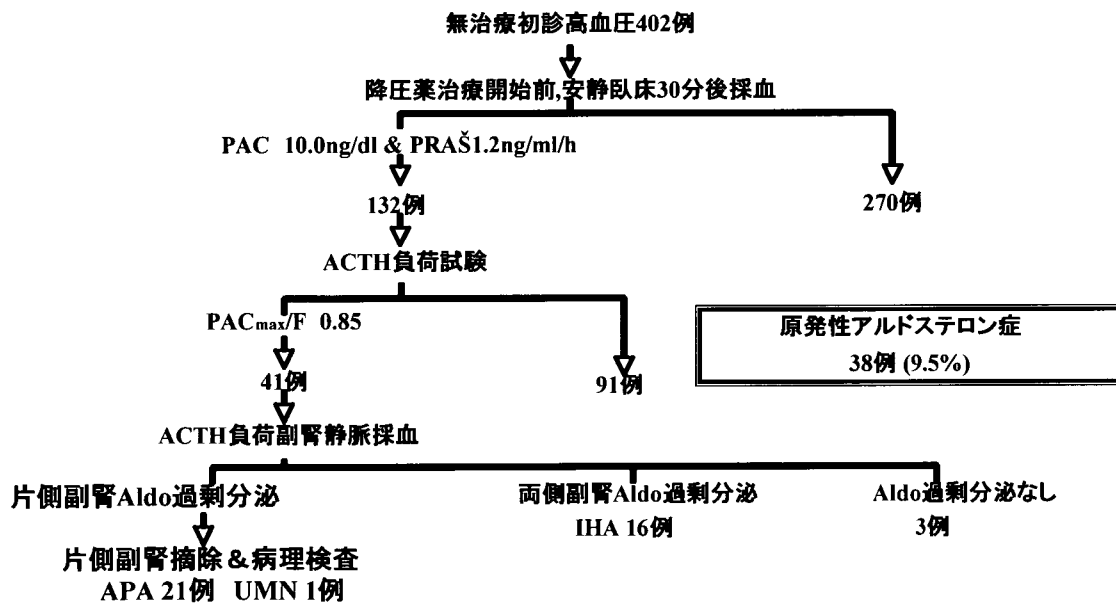 無治療初診高血圧402例
降圧薬治療開始前,安静臥床30分後採血
PAC 10.0ng/dl & PRAŠ1.2ng/ml/h
132例
270例
ACTH負荷試験
PACmax/F 0.85
原発性アルドステロン症
38例 (9.5%)
41例
91例
ACTH負荷副腎静脈採血
片側副腎Aldo過剰分泌
両側副腎Aldo過剰分泌
Aldo過剰分泌なし
IHA 16例
3例
片側副腎摘除&病理検査
APA 21例 UMN 1例